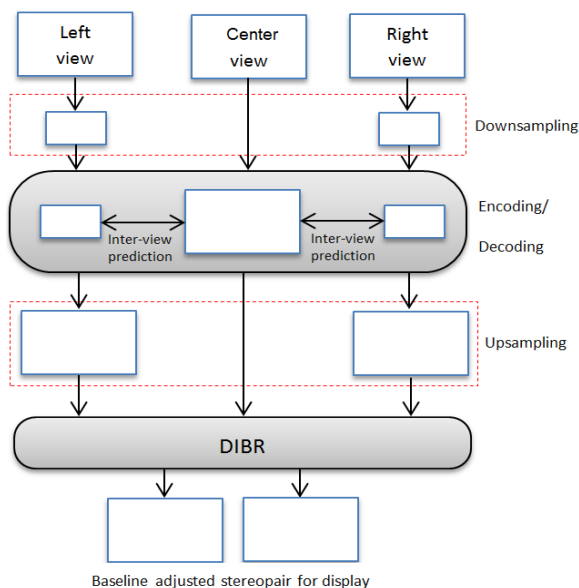 Left
view
Center
view
Right
view
Downsampling
Encoding/
Decoding
Inter-view
prediction
Inter-view
prediction
Upsampling
DIBR
Baseline adjusted stereopair for display